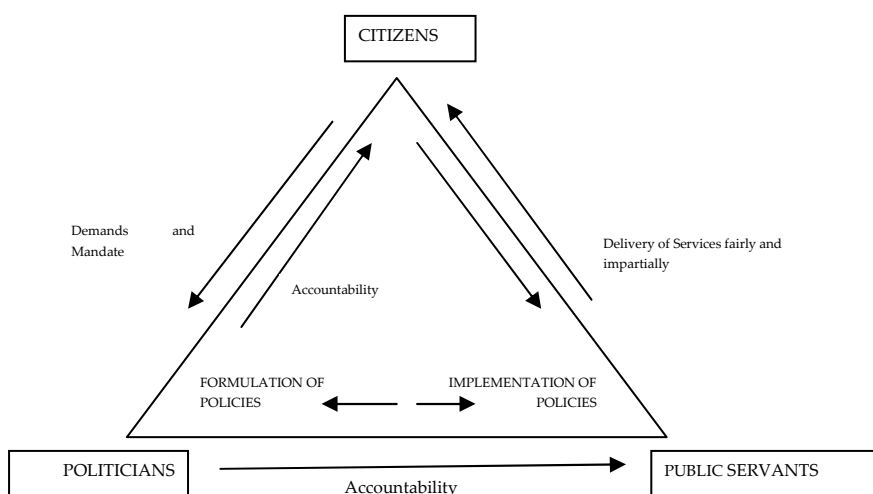 CITIZENS
Demands and
Mandate
Delivery of Services fairly and
impartially
Accountability
FORMULATION OF
POLICIES
IMPLEMENTATION OF
POLICIES
POLITICIANS
PUBLIC SERVANTS
Accountability